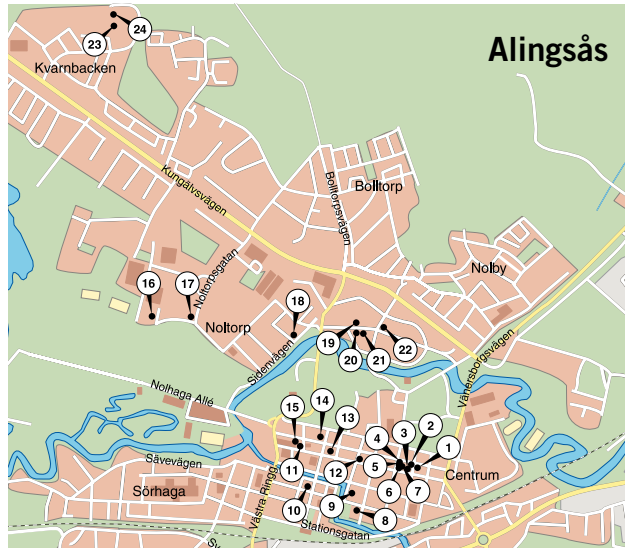 Alingsås
23
24
Kvarnbacken
Kungälvsvägen
Bolltorpsvägen
Bolltorp
Nolby
16
17
Noltorpsgatan
Noltorp
18
19
20
21
22
Sidenvägen
Vänersborgsvägen
Nolhaga Allé
15
14
13
4
3
2
1
11
12
5
6
7
Centrum
Sävevägen
Sörhaga
Västra Ringg.
10
9
8
Stationsgatan